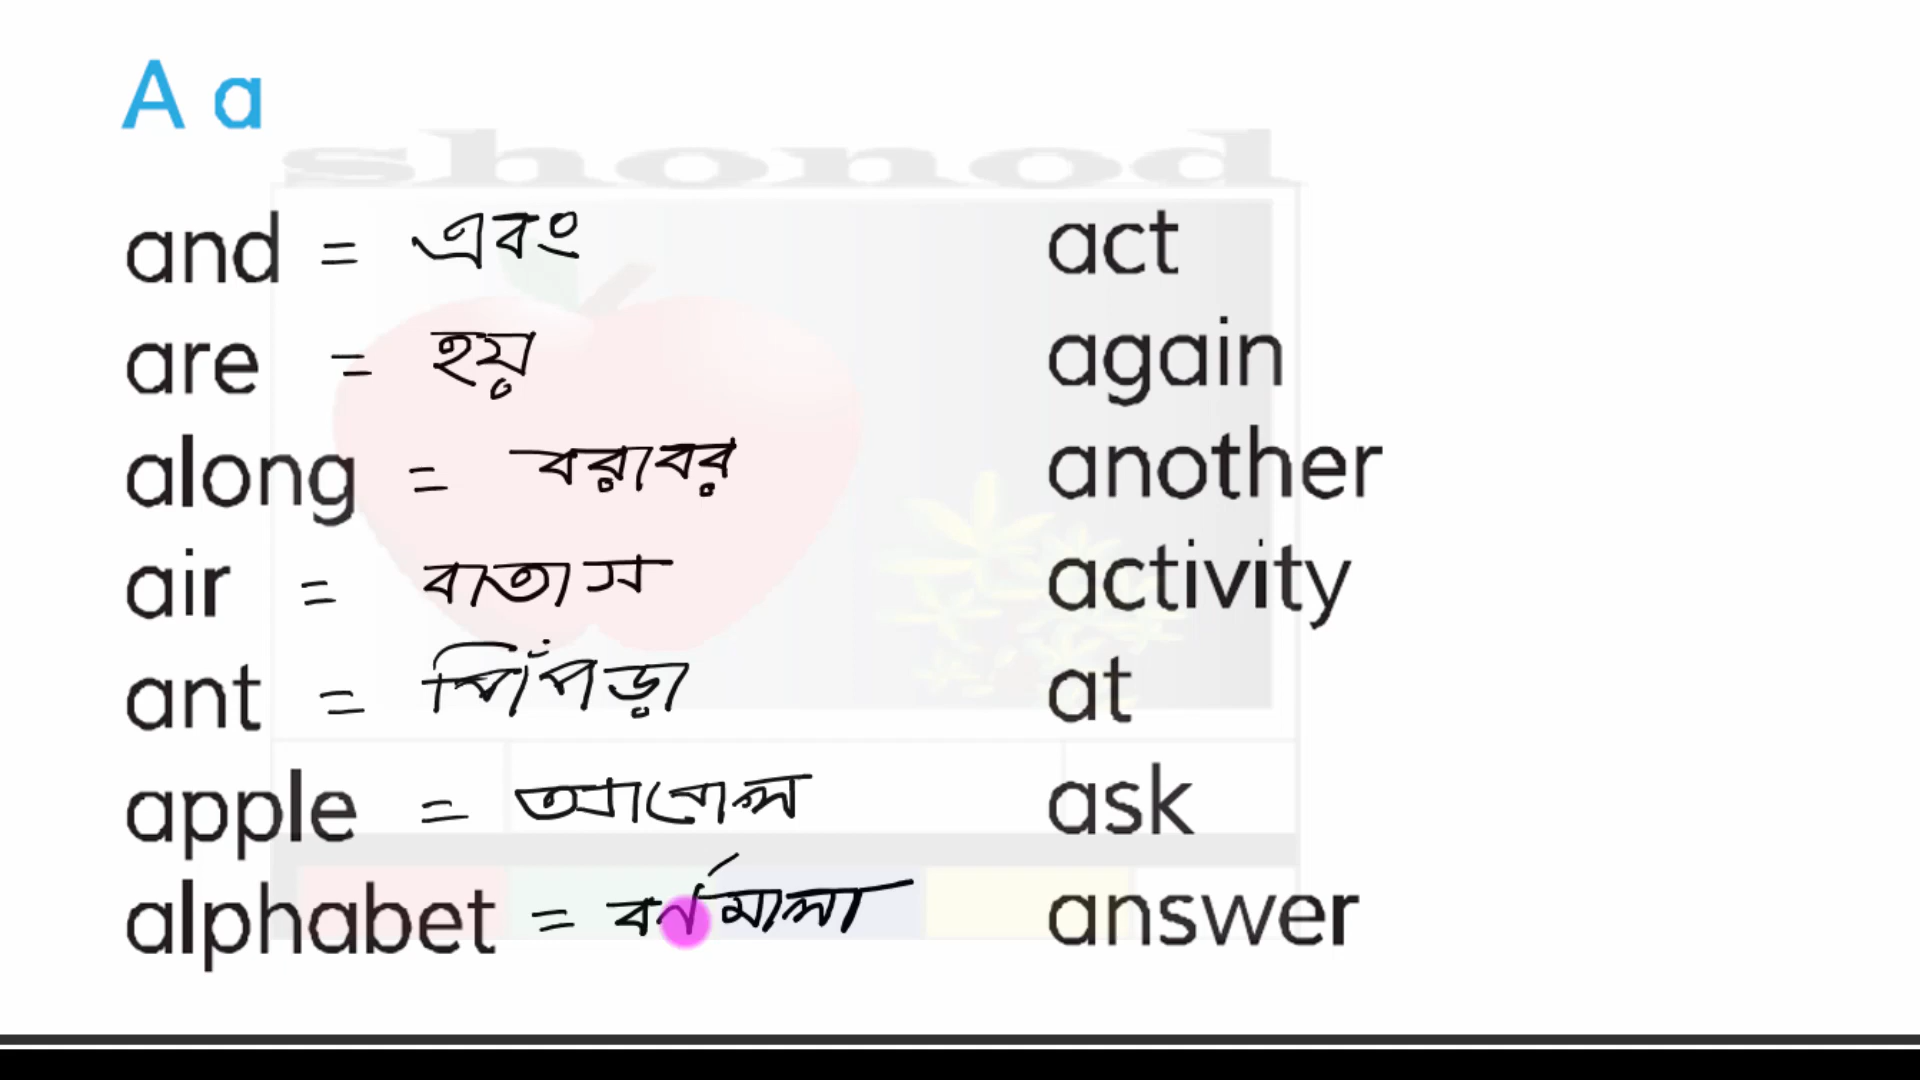 A a
shonod
and = এবং
are = হয়
along = বরাবর
air = বাতাস
ant = পিঁপড়া
apple = আপেল
alphabet = বর্ণমালা
act
again
another
activity
at
ask
answer